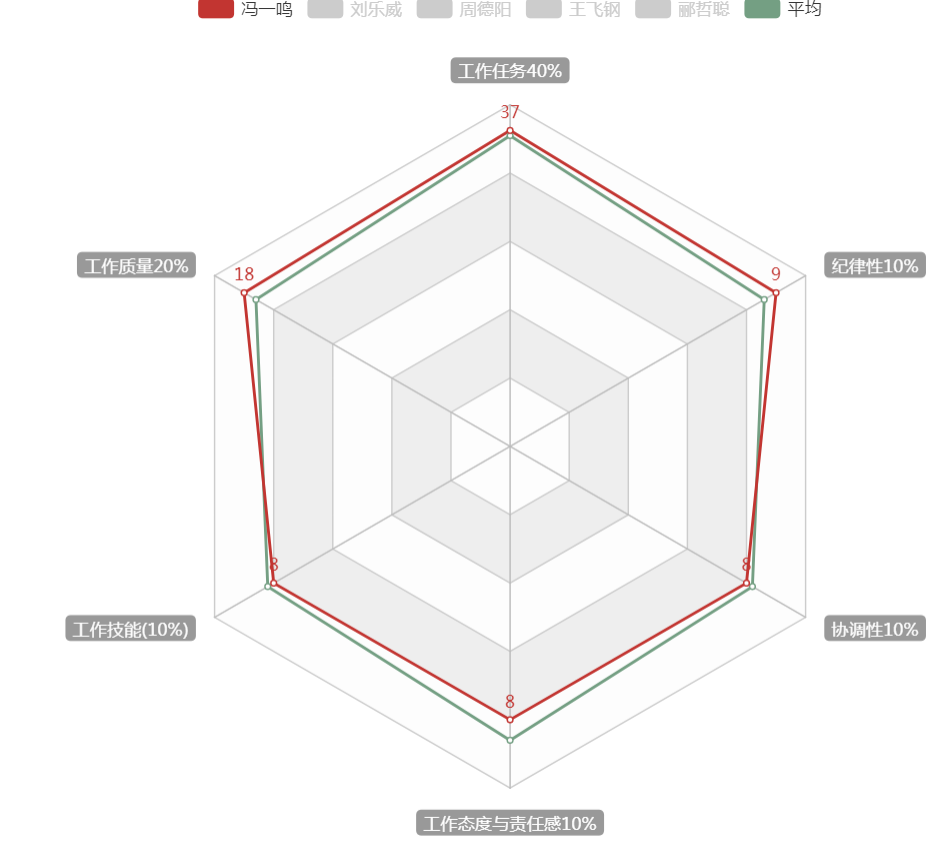 冯一鸣 刘乐威 周德阳 王飞钢 郦哲聪 平均
工作任务40%
37
工作质量20%
18
9
纪律性10%
8
8
工作技能(10%)
协调性10%
8
工作态度与责任感10%